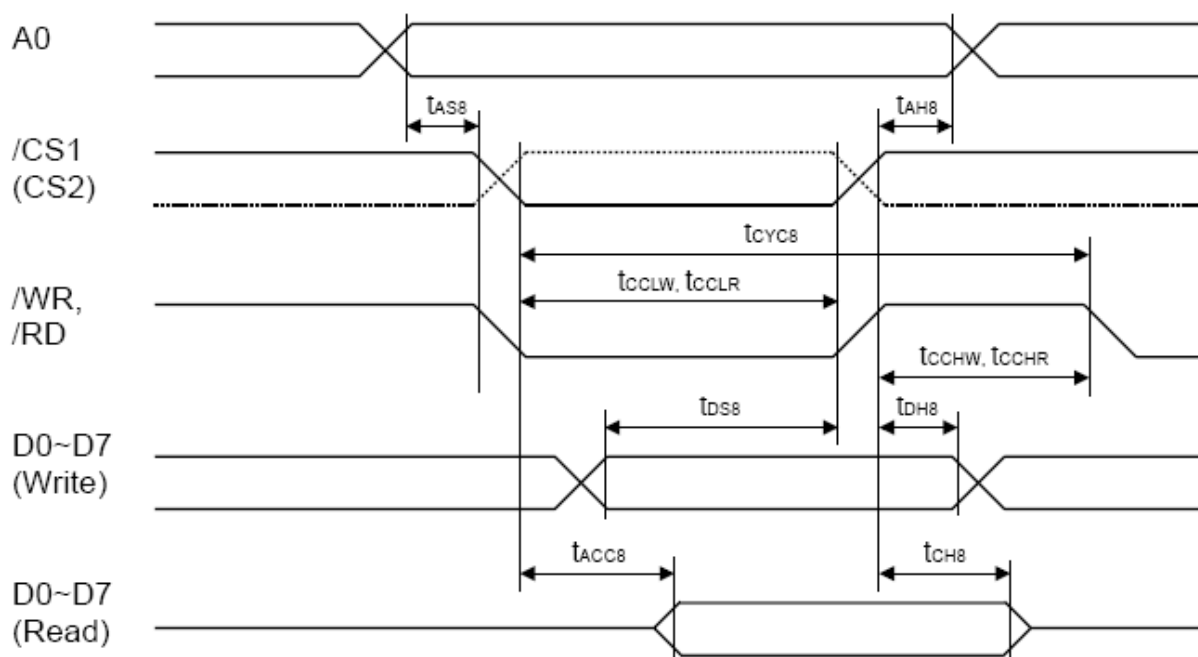 A0
tAS8
tAH8
/CS1
(CS2)
tCYC8
tCCLW, tCCLR
/WR,
/RD
tCCHW, tCCHR
tDS8
tDH8
D0~D7
(Write)
tACC8
tCH8
D0~D7
(Read)